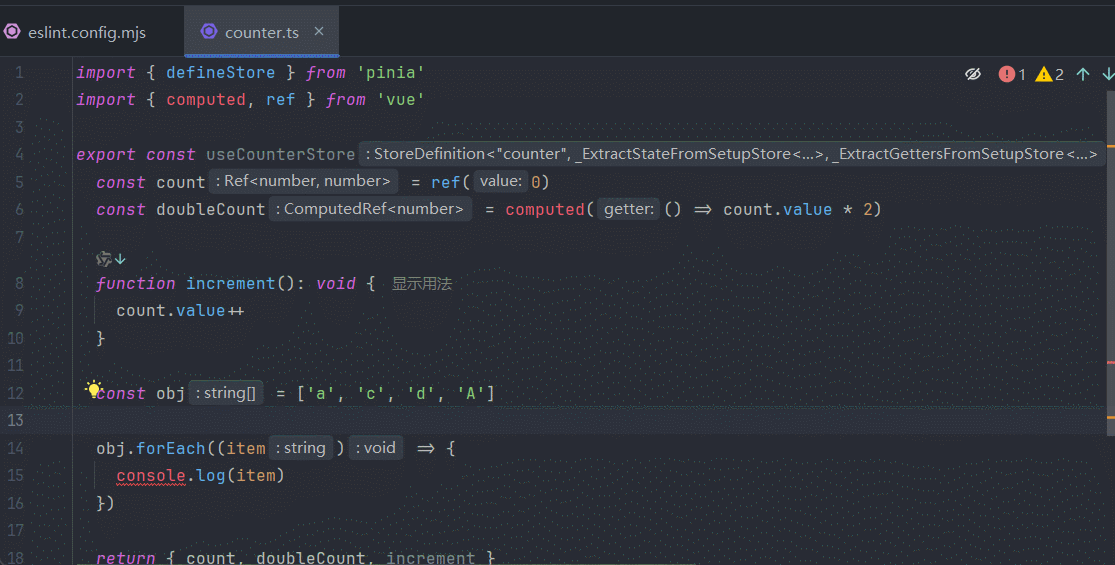 eslint.config.mjs counter.ts
1 import { defineStore } from 'pinia' 1 2
2 import { computed, ref } from 'vue'
3
4 export const useCounterStore : StoreDefinition<"counter", _ExtractStateFromSetupStore<...>, _ExtractGettersFromSetupStore<...>
5 const count : Ref<number, number> = ref( value: 0)
6 const doubleCount : ComputedRef<number> = computed( getter: () => count.value * 2)
7
8 function increment(): void { 显示用法
9 count.value++
10 }
11
12 const obj : string[] = ['a', 'c', 'd', 'A']
13
14 obj.forEach((item : string ) : void => {
15 console.log(item)
16 })
17
18 return { count, doubleCount, increment }